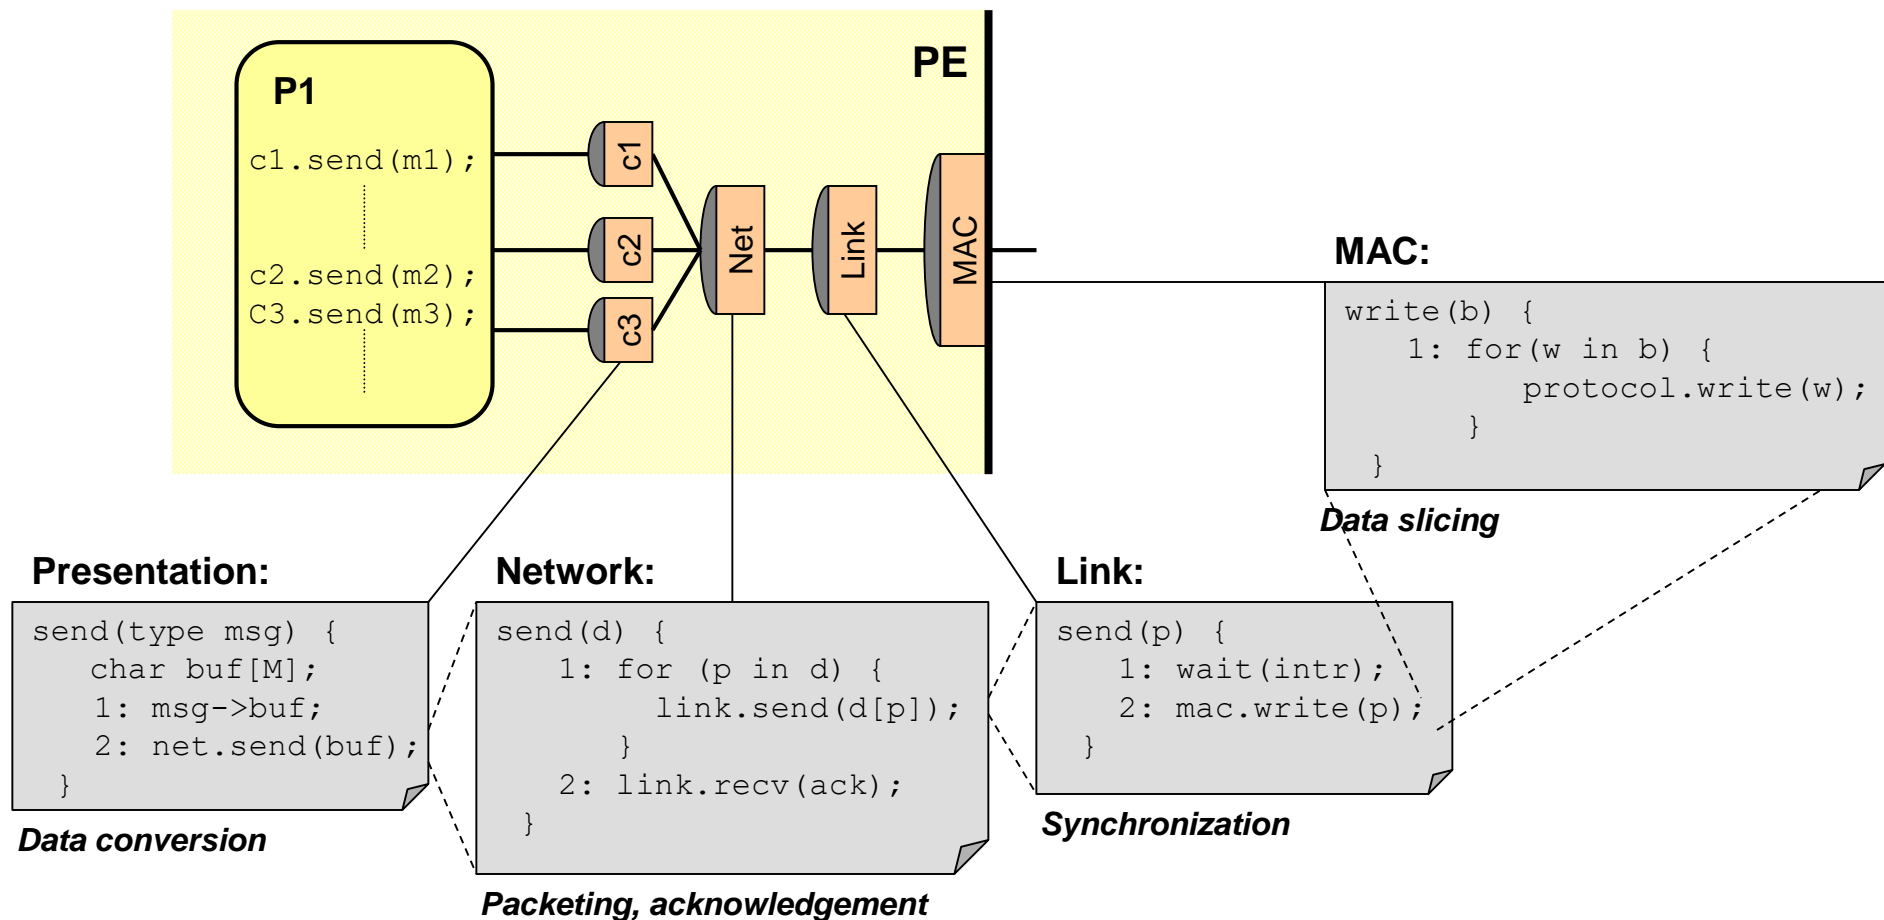 PE
P1
c1.send(m1);
c2.send(m2);
C3.send(m3);
c1
c2
c3
Net
Link
MAC
MAC:
write(b) {
1: for(w in b) {
protocol.write(w);
}
}
Data slicing
Presentation:
send(type msg) {
char buf[M];
1: msg->buf;
2: net.send(buf);
}
Data conversion
Network:
send(d) {
1: for (p in d) {
link.send(d[p]);
}
2: link.recv(ack);
}
Packeting, acknowledgement
Link:
send(p) {
1: wait(intr);
2: mac.write(p);
}
Synchronization